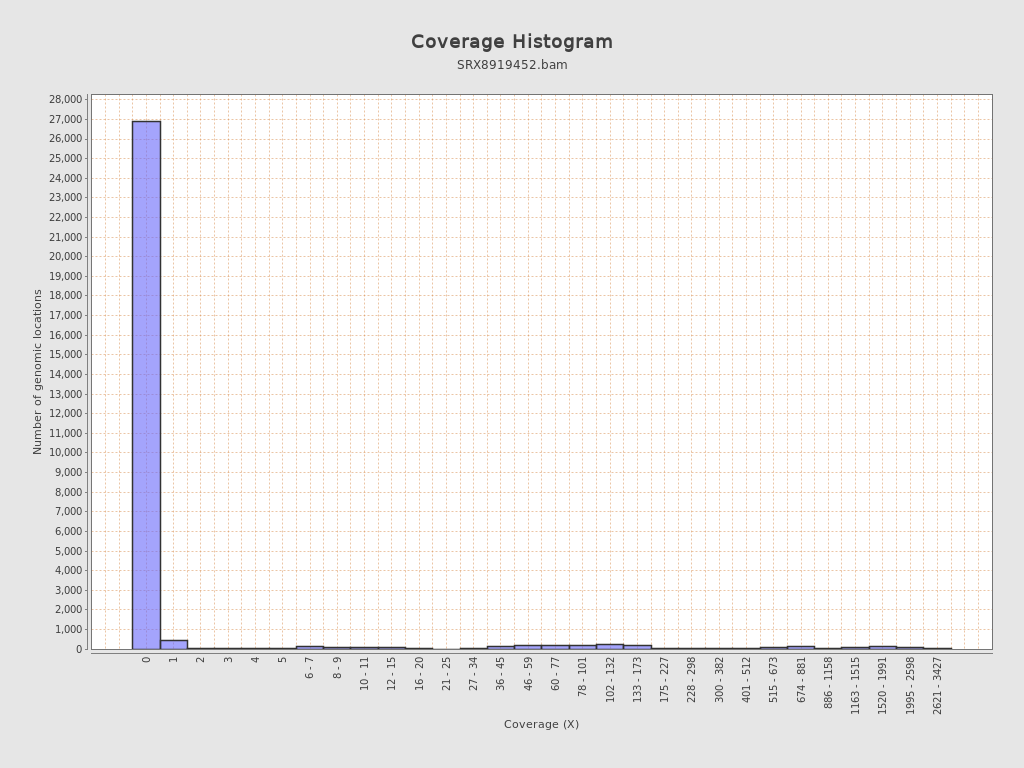 Coverage Histogram
SRX8919452.bam
Number of genomic locations
28,000
27,000
26,000
25,000
24,000
23,000
22,000
21,000
20,000
19,000
18,000
17,000
16,000
15,000
14,000
13,000
12,000
11,000
10,000
9,000
8,000
7,000
6,000
5,000
4,000
3,000
2,000
1,000
0
0
1
2
3
4
5
6 - 7
8 - 9
10 - 11
12 - 15
16 - 20
21 - 25
27 - 34
36 - 45
46 - 59
60 - 77
78 - 101
102 - 132
133 - 173
175 - 227
228 - 298
300 - 382
401 - 512
515 - 673
674 - 881
886 - 1158
1163 - 1515
1520 - 1991
1995 - 2598
2621 - 3427
Coverage (X)